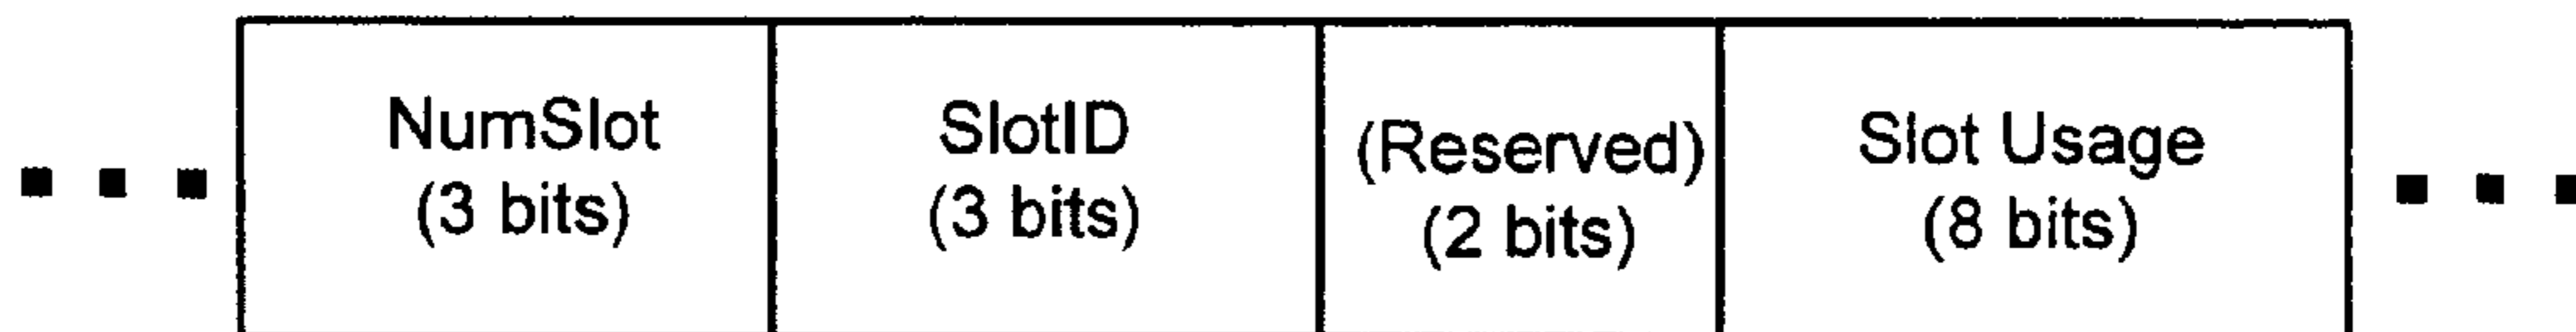 NumSlot
(3 bits)
SlotID
(3 bits)
(Reserved)
(2 bits)
Slot Usage
(8 bits)